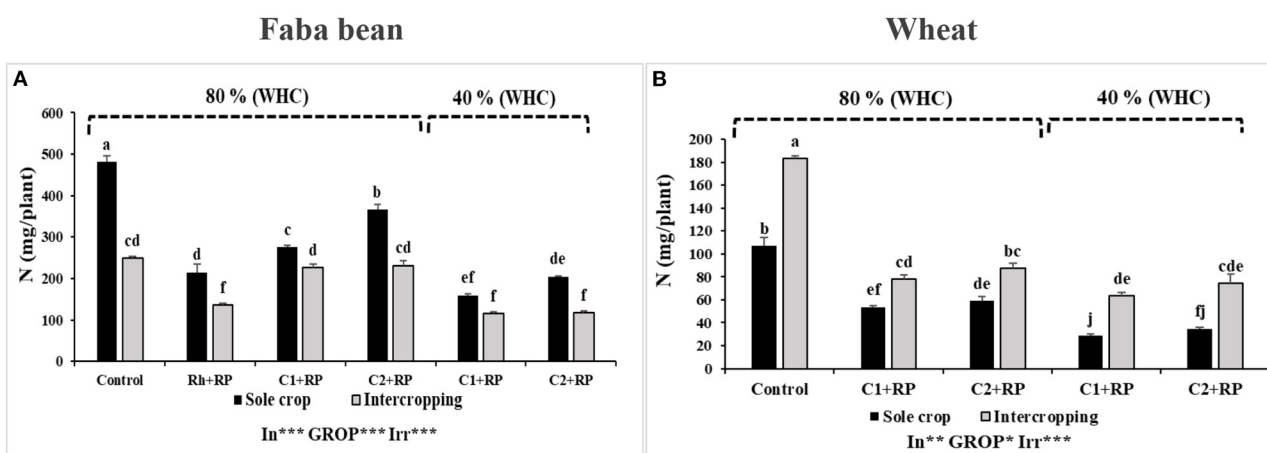 Faba bean
Wheat
A
80 % (WHC)
40 % (WHC)
N (mg/plant)
600
500
400
300
200
100
0
a
cd
d
f
c
d
b
cd
ef
f
de
f
Control
Rh+RP
C1+RP
C2+RP
C1+RP
C2+RP
Sole crop
Intercropping
In*** GROP*** Irr***
B
80 % (WHC)
40 % (WHC)
N (mg/plant)
200
180
160
140
120
100
80
60
40
20
0
b
a
ef
cd
de
bc
j
de
fj
cde
Control
C1+RP
C2+RP
C1+RP
C2+RP
Sole crop
Intercropping
In** GROP* Irr***